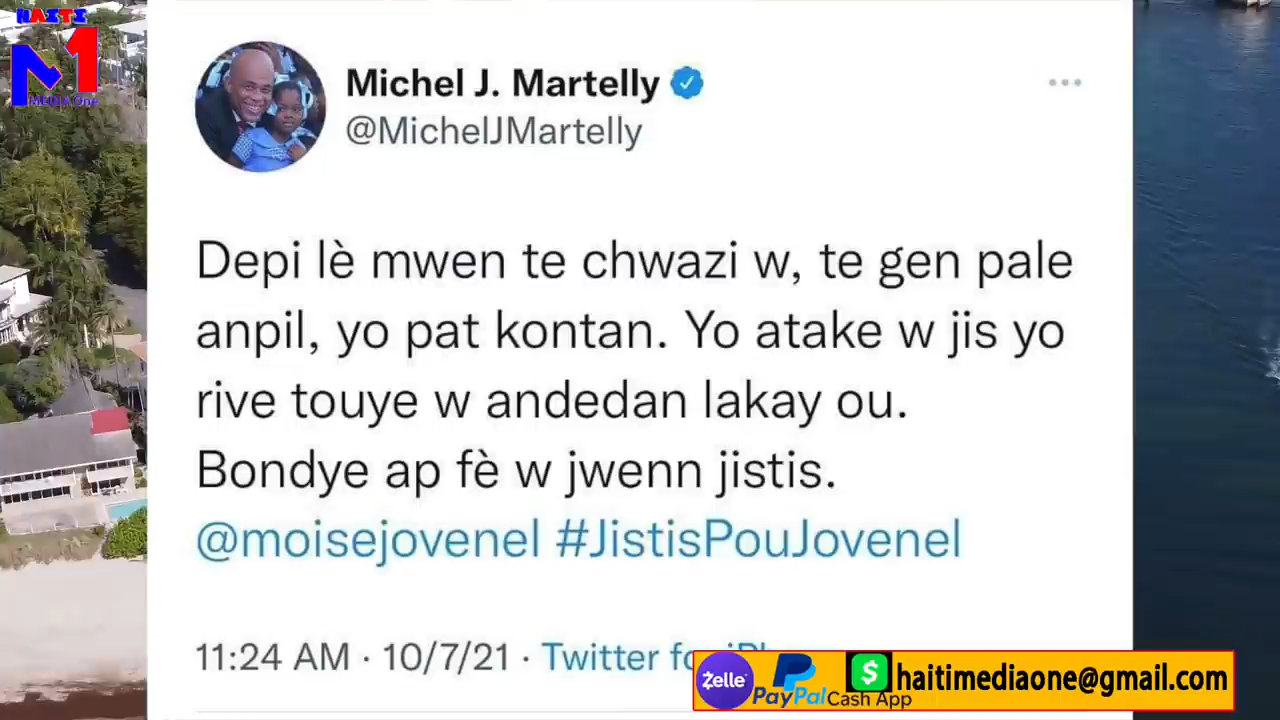 HAITI
M1
MEDIA One
Michel J. Martelly
@MichelJMartelly
Depi lè mwen te chwazi w, te gen pale
anpil, yo pat kontan. Yo atake w jis yo
rive touye w andedan lakay ou.
Bondye ap fè w jwenn jistis.
@moisejovenel #JistisPouJovenel
11:24 AM · 10/7/21 · Twitter
Zelle PayPal $ Cash App haitimediaone@gmail.com